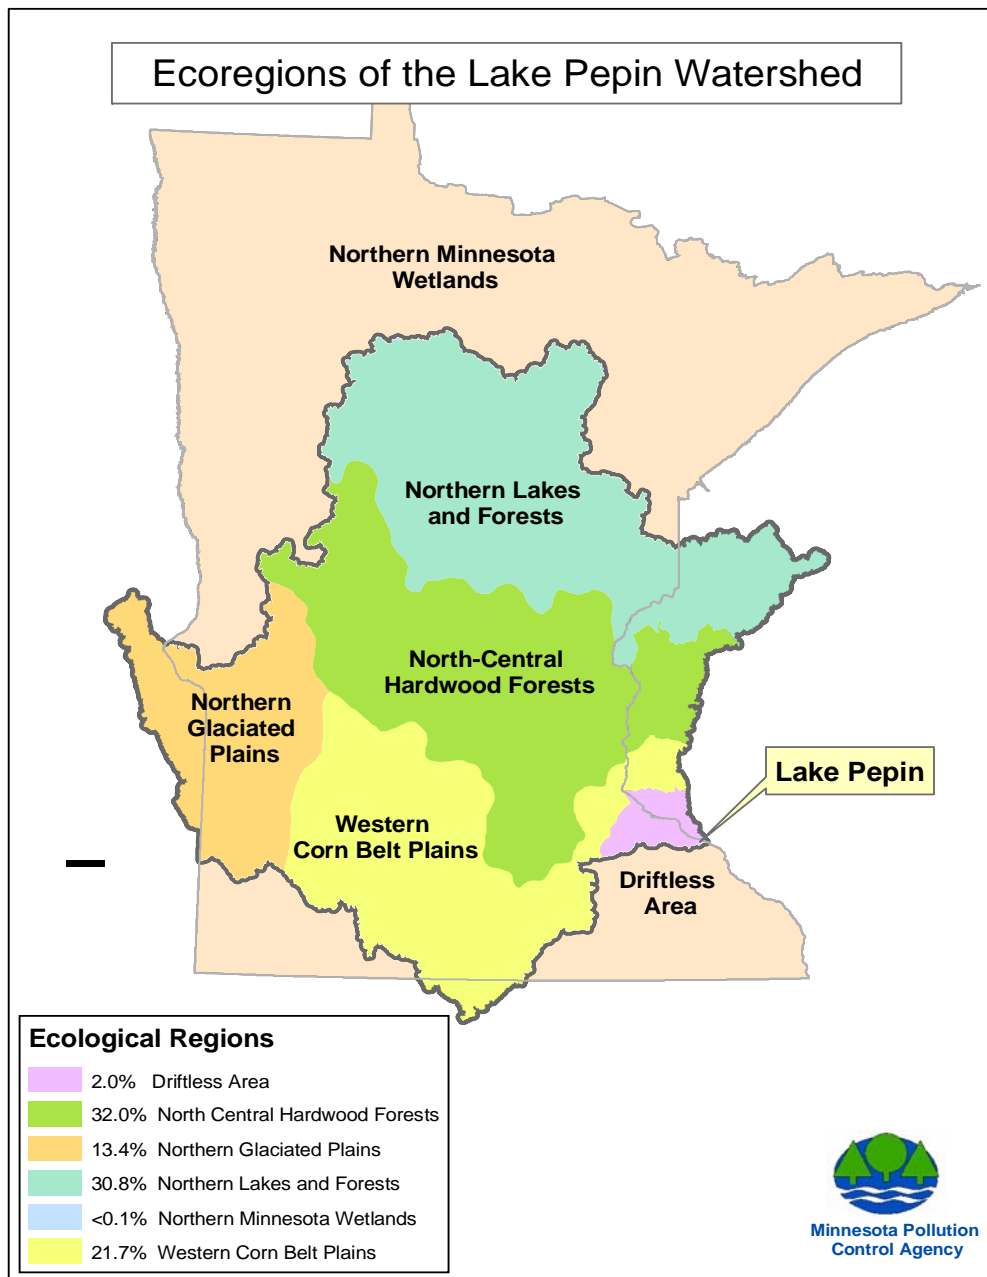 Ecoregions of the Lake Pepin Watershed
Northern Minnesota
Wetlands
Northern Lakes
and Forests
North-Central
Hardwood Forests
Northern
Glaciated
Plains
Lake Pepin
Western
Corn Belt Plains
Driftless
Area
Ecological Regions
2.0% Driftless Area
32.0% North Central Hardwood Forests
13.4% Northern Glaciated Plains
30.8% Northern Lakes and Forests
<0.1% Northern Minnesota Wetlands
21.7% Western Corn Belt Plains
Minnesota Pollution
Control Agency